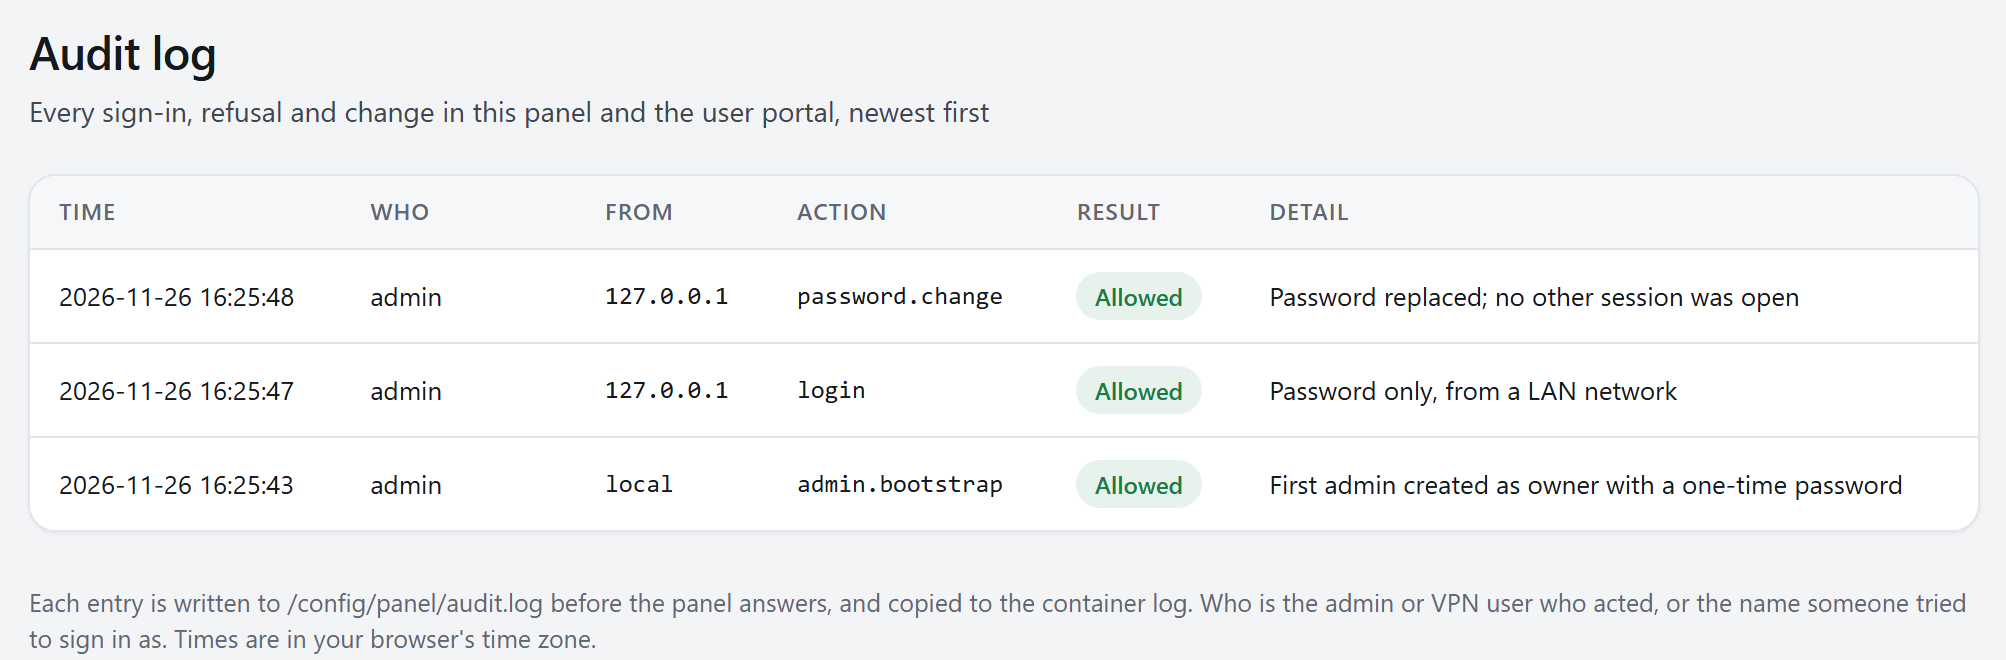 Audit log
Every sign-in, refusal and change in this panel and the user portal, newest first
TIME WHO FROM ACTION RESULT DETAIL
2026-11-26 16:25:48 admin 127.0.0.1 password.change Allowed Password replaced; no other session was open
2026-11-26 16:25:47 admin 127.0.0.1 login Allowed Password only, from a LAN network
2026-11-26 16:25:43 admin local admin.bootstrap Allowed First admin created as owner with a one-time password
Each entry is written to /config/panel/audit.log before the panel answers, and copied to the container log. Who is the admin or VPN user who acted, or the name someone tried
to sign in as. Times are in your browser's time zone.